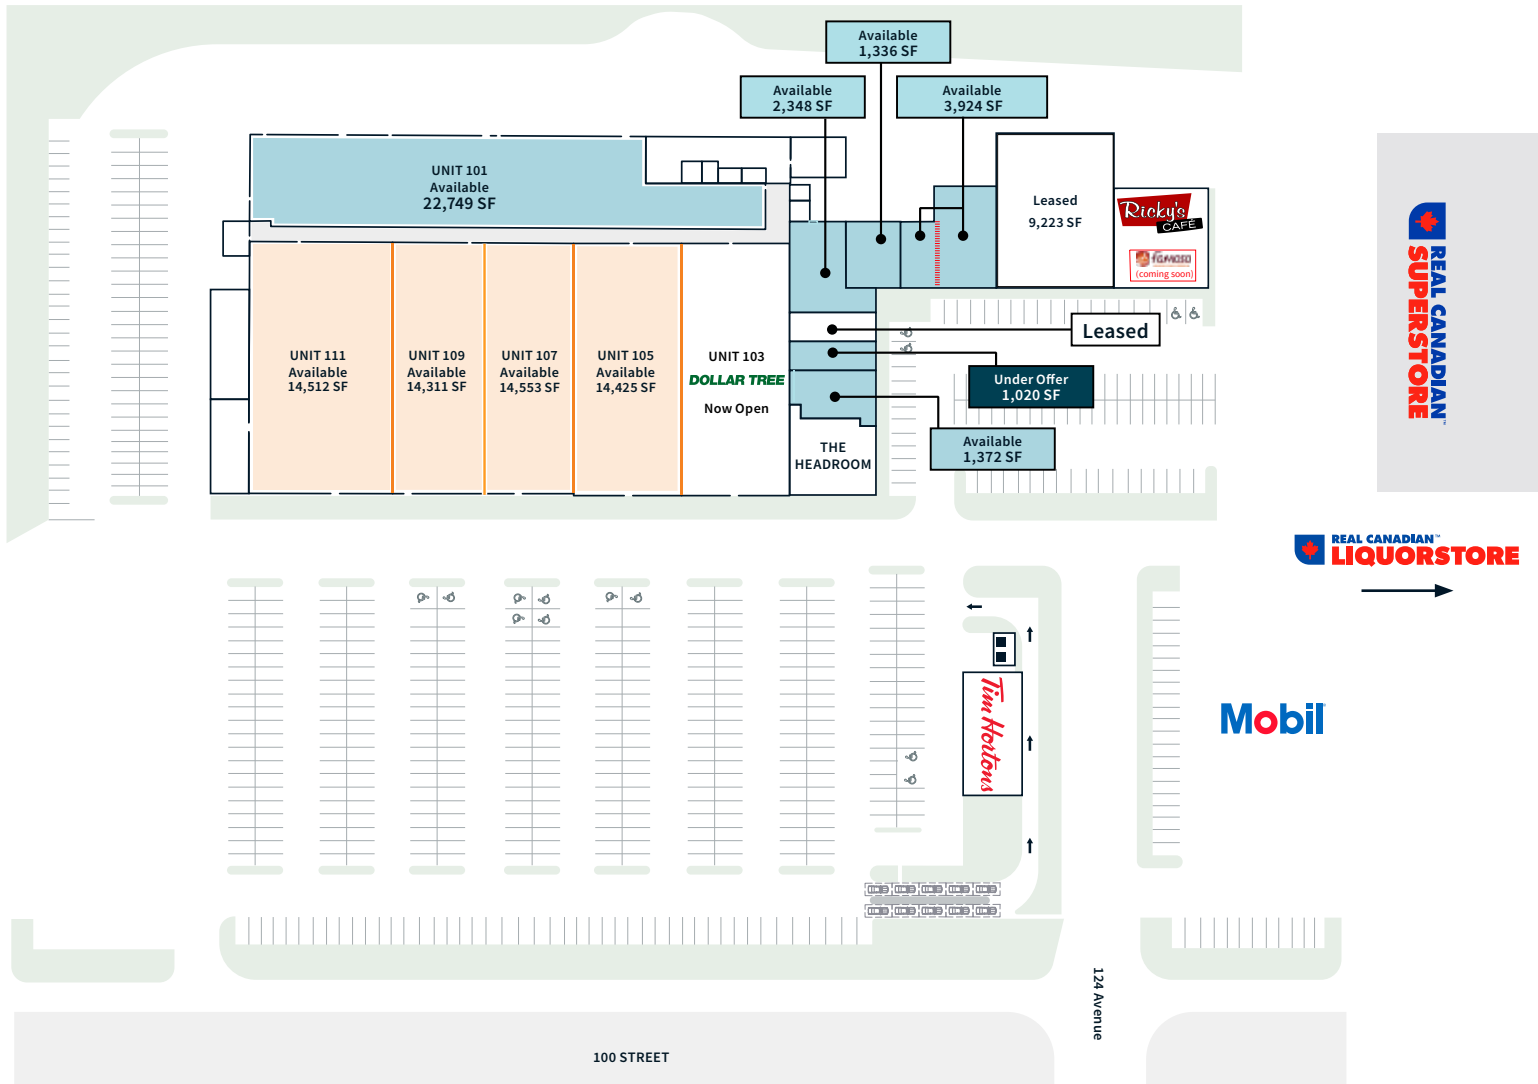 Available
1,336 SF
Available
2,348 SF
Available
3,924 SF
UNIT 101
Available
22,749 SF
Leased
9,223 SF
Ricky's
CAFÉ
famoso
(coming soon)
REAL CANADIAN™
SUPERSTORE
Leased
UNIT 111
Available
14,512 SF
UNIT 109
Available
14,311 SF
UNIT 107
Available
14,553 SF
UNIT 105
Available
14,425 SF
UNIT 103
DOLLAR TREE
Now Open
Under Offer
1,020 SF
Available
1,372 SF
THE
HEADROOM
REAL CANADIAN™
LIQUORSTORE
Tim Hortons
Mobil
124 Avenue
100 STREET